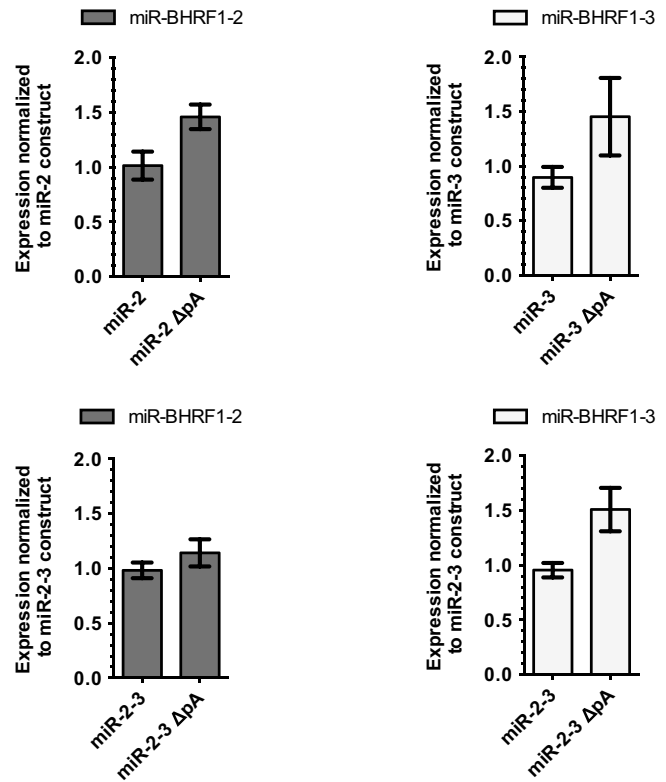 miR-BHRF1-2
Expression normalized
to miR-2 construct
2.0
1.5
1.0
0.5
0.0
miR-2
miR-2 ΔpA
miR-BHRF1-3
Expression normalized
to miR-3 construct
2.0
1.5
1.0
0.5
0.0
miR-3
miR-3 ΔpA
miR-BHRF1-2
Expression normalized
to miR-2-3 construct
2.0
1.5
1.0
0.5
0.0
miR-2-3
miR-2-3 ΔpA
miR-BHRF1-3
Expression normalized
to miR-2-3 construct
2.0
1.5
1.0
0.5
0.0
miR-2-3
miR-2-3 ΔpA